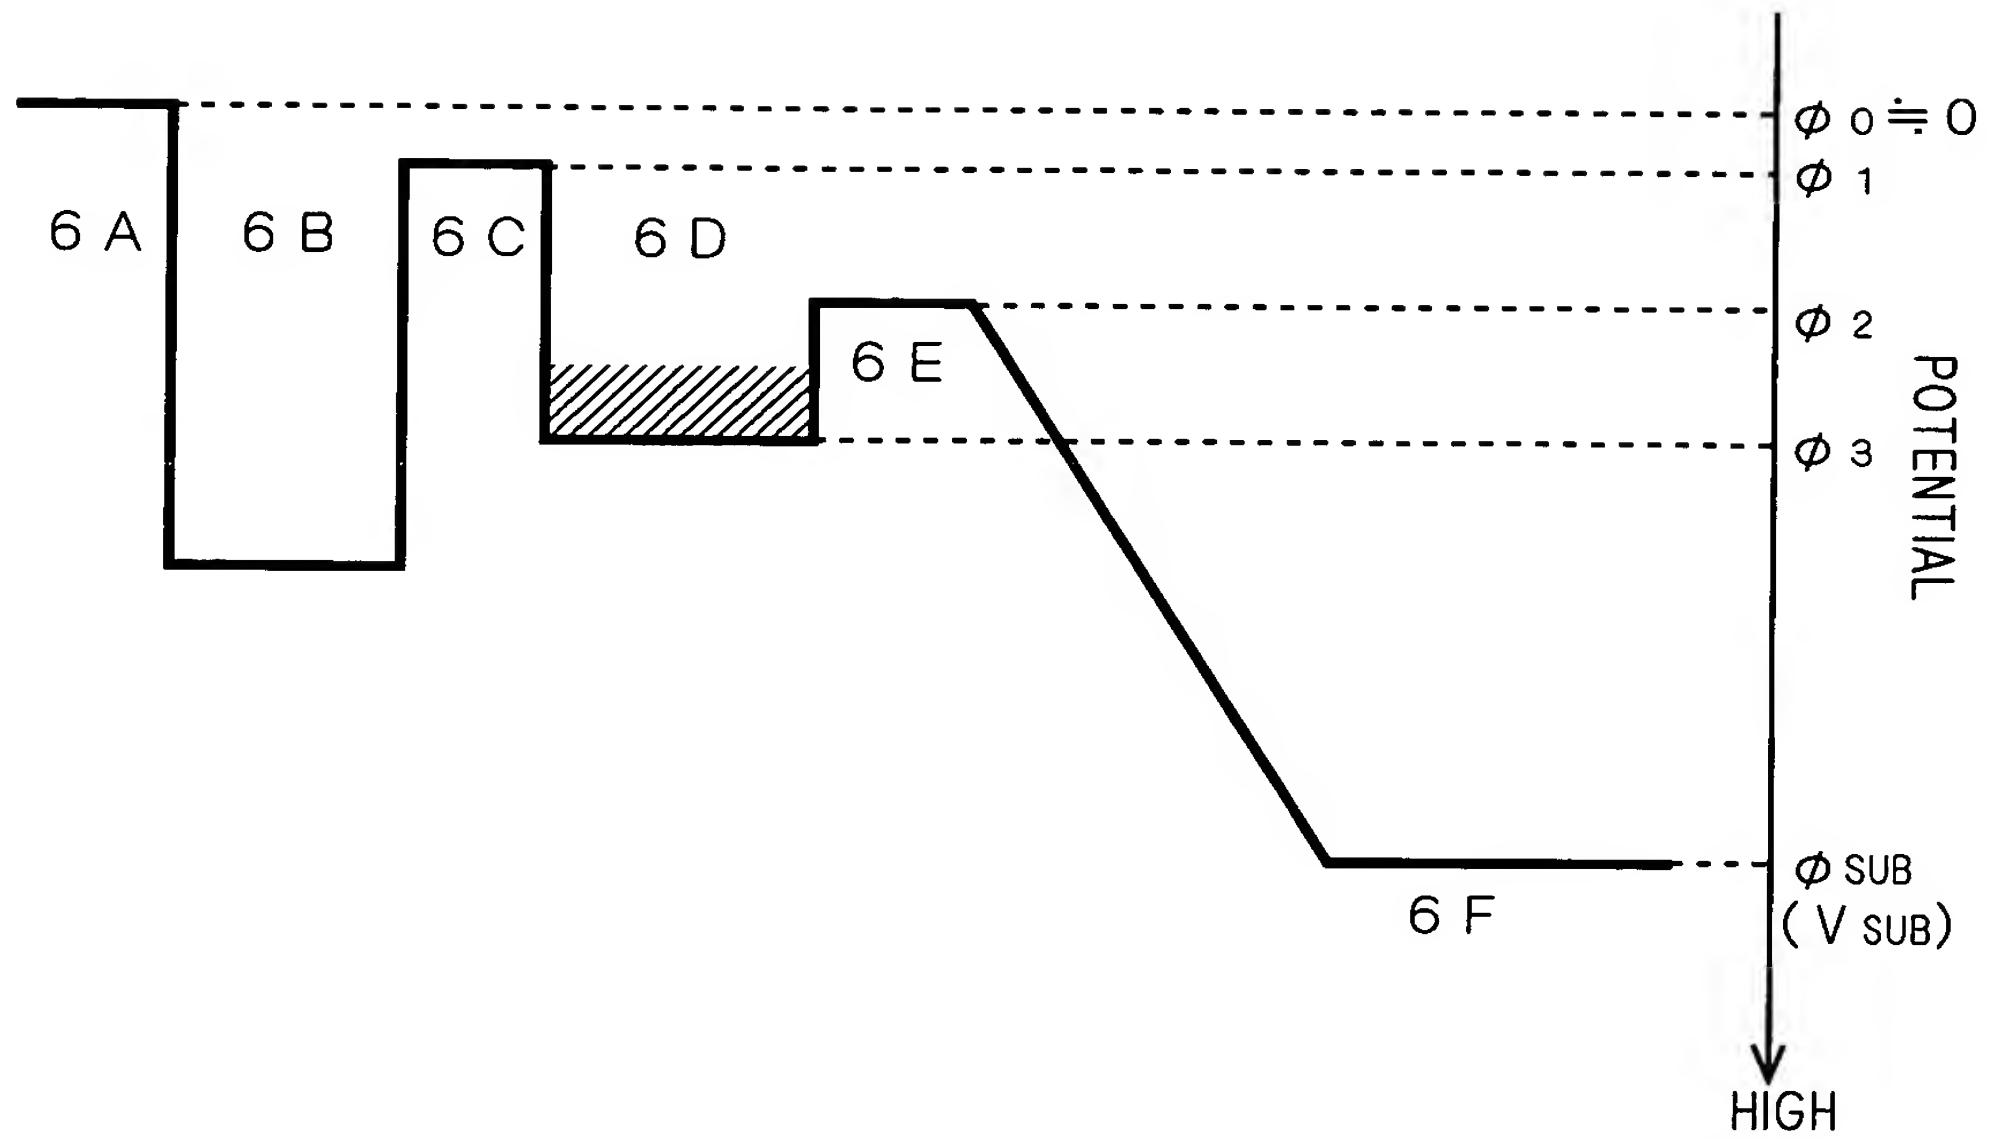 φ 0 ≒ 0
φ 1
6 A 6 B 6 C 6 D
φ 2
6 E
φ 3
POTENTIAL
φ SUB
(V SUB)
6 F
HIGH